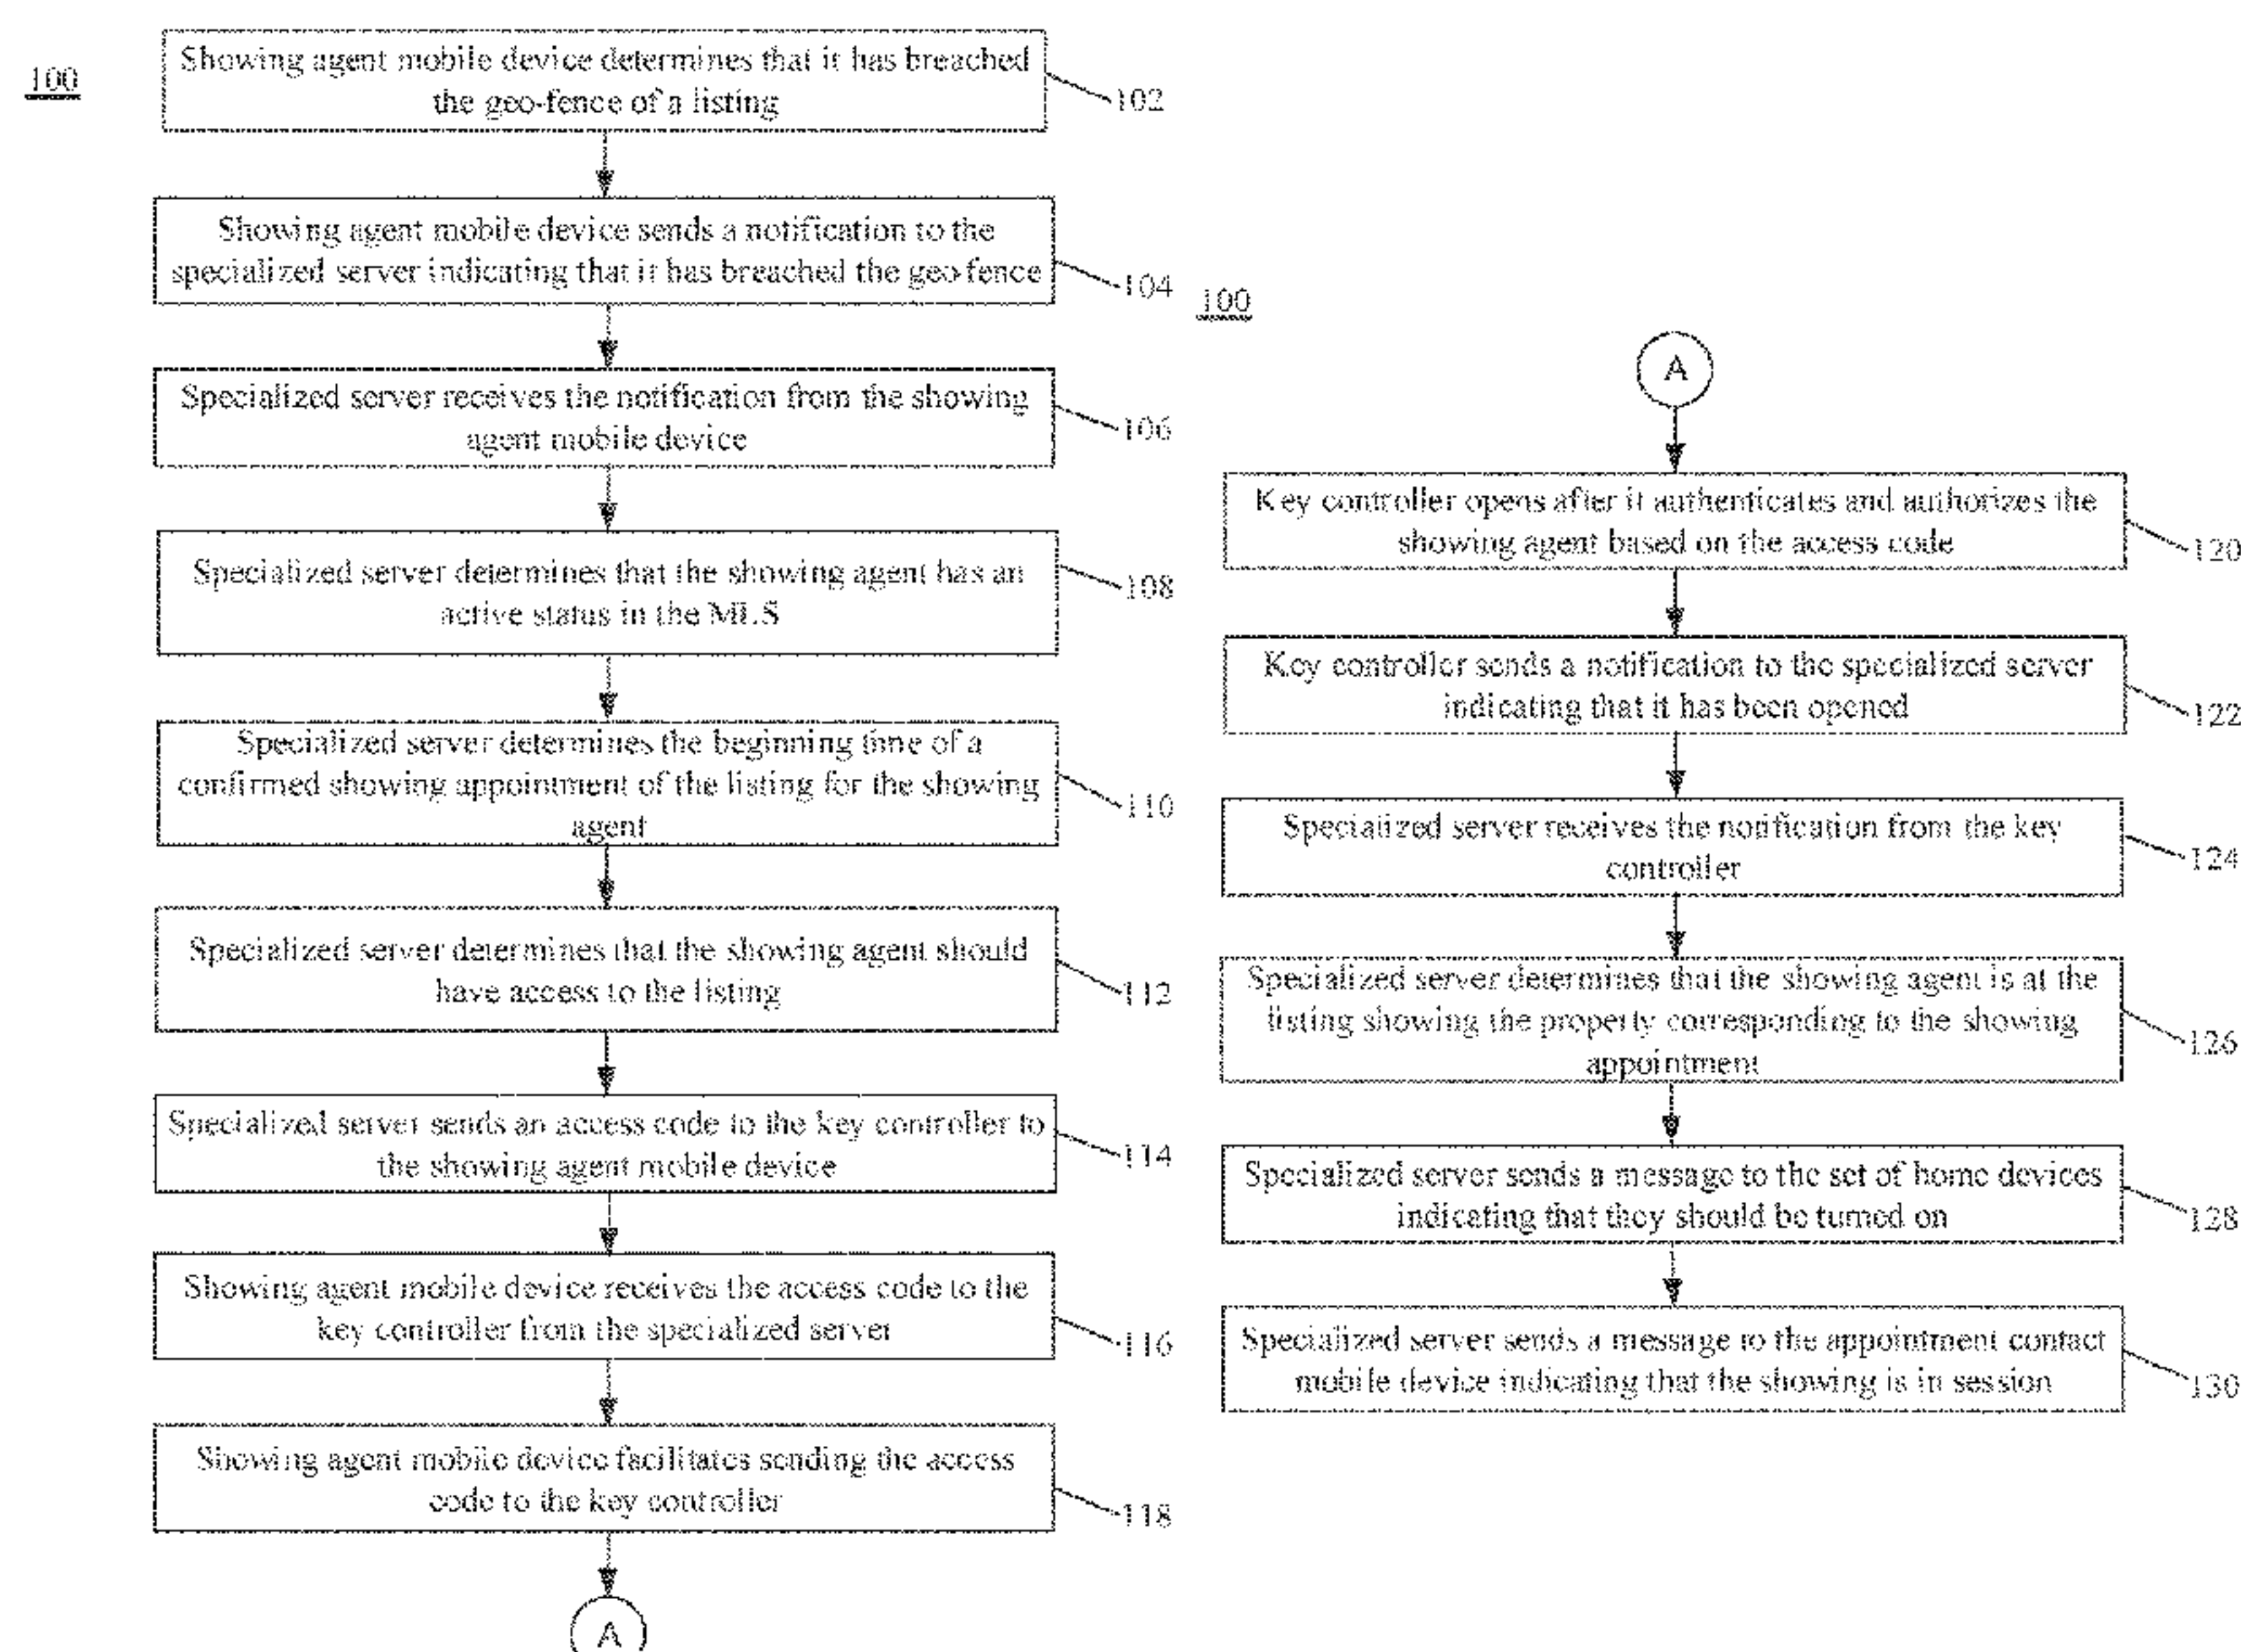 100
Showing agent mobile device determines that it has breached
the geo-fence of a listing
102
Showing agent mobile device sends a notification to the
specialized server indicating that it has breached the geo-fence
104
Specialized server receives the notification from the showing
agent mobile device
106
Specialized server determines that the showing agent has an
active status in the MLS
108
Specialized server determines the beginning time of a
confirmed showing appointment of the listing for the showing
agent
110
Specialized server determines that the showing agent should
have access to the listing
112
Specialized server sends an access code to the key controller to
the showing agent mobile device
114
Showing agent mobile device receives the access code to the
key controller from the specialized server
116
Showing agent mobile device facilitates sending the access
code to the key controller
118
A
100
A
Key controller opens after it authenticates and authorizes the
showing agent based on the access code
120
Key controller sends a notification to the specialized server
indicating that it has been opened
122
Specialized server receives the notification from the key
controller
124
Specialized server determines that the showing agent is at the
listing showing the property corresponding to the showing
appointment
126
Specialized server sends a message to the set of home devices
indicating that they should be turned on
128
Specialized server sends a message to the appointment contact
mobile device indicating that the showing is in session
130